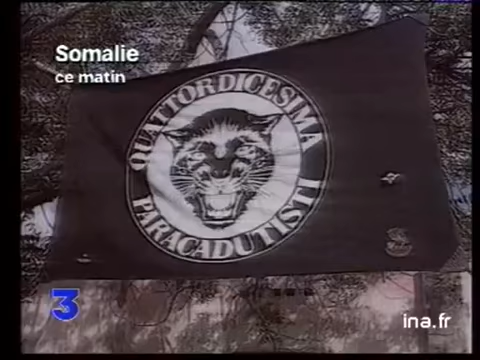 Somalie
ce matin
QUATTORDICESIMA
PARACADUTISTI
S
3
ina.fr